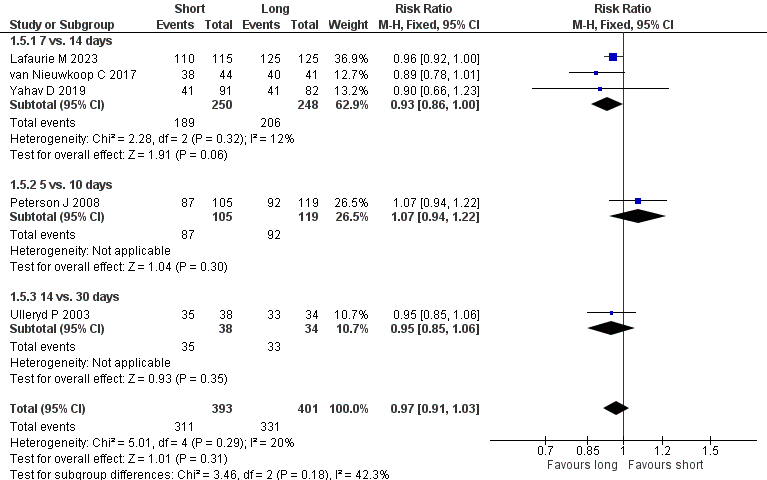 Short Long Risk Ratio Risk Ratio
Study or Subgroup Events Total Events Total Weight M-H, Fixed, 95% CI M-H, Fixed, 95% CI
1.5.1 7 vs. 14 days
Lafaurie M 2023 110 115 125 125 36.9% 0.96 [0.92, 1.00]
van Nieuwkoop C 2017 38 44 40 41 12.7% 0.89 [0.78, 1.01]
Yahav D 2019 41 91 41 82 13.2% 0.90 [0.66, 1.23]
Subtotal (95% CI) 250 248 62.9% 0.93 [0.86, 1.00]
Total events 189 206
Heterogeneity: Chi² = 2.28, df = 2 (P = 0.32); I² = 12%
Test for overall effect: Z = 1.91 (P = 0.06)
1.5.2 5 vs. 10 days
Peterson J 2008 87 105 92 119 26.5% 1.07 [0.94, 1.22]
Subtotal (95% CI) 105 119 26.5% 1.07 [0.94, 1.22]
Total events 87 92
Heterogeneity: Not applicable
Test for overall effect: Z = 1.04 (P = 0.30)
1.5.3 14 vs. 30 days
Ulleryd P 2003 35 38 33 34 10.7% 0.95 [0.85, 1.06]
Subtotal (95% CI) 38 34 10.7% 0.95 [0.85, 1.06]
Total events 35 33
Heterogeneity: Not applicable
Test for overall effect: Z = 0.93 (P = 0.35)
Total (95% CI) 393 401 100.0% 0.97 [0.91, 1.03]
Total events 311 331
Heterogeneity: Chi² = 5.01, df = 4 (P = 0.29); I² = 20%
Test for overall effect: Z = 1.01 (P = 0.31)
Test for subgroup differences: Chi² = 3.46, df = 2 (P = 0.18), I² = 42.3%
0.7 0.85 1 1.2 1.5
Favours long Favours short